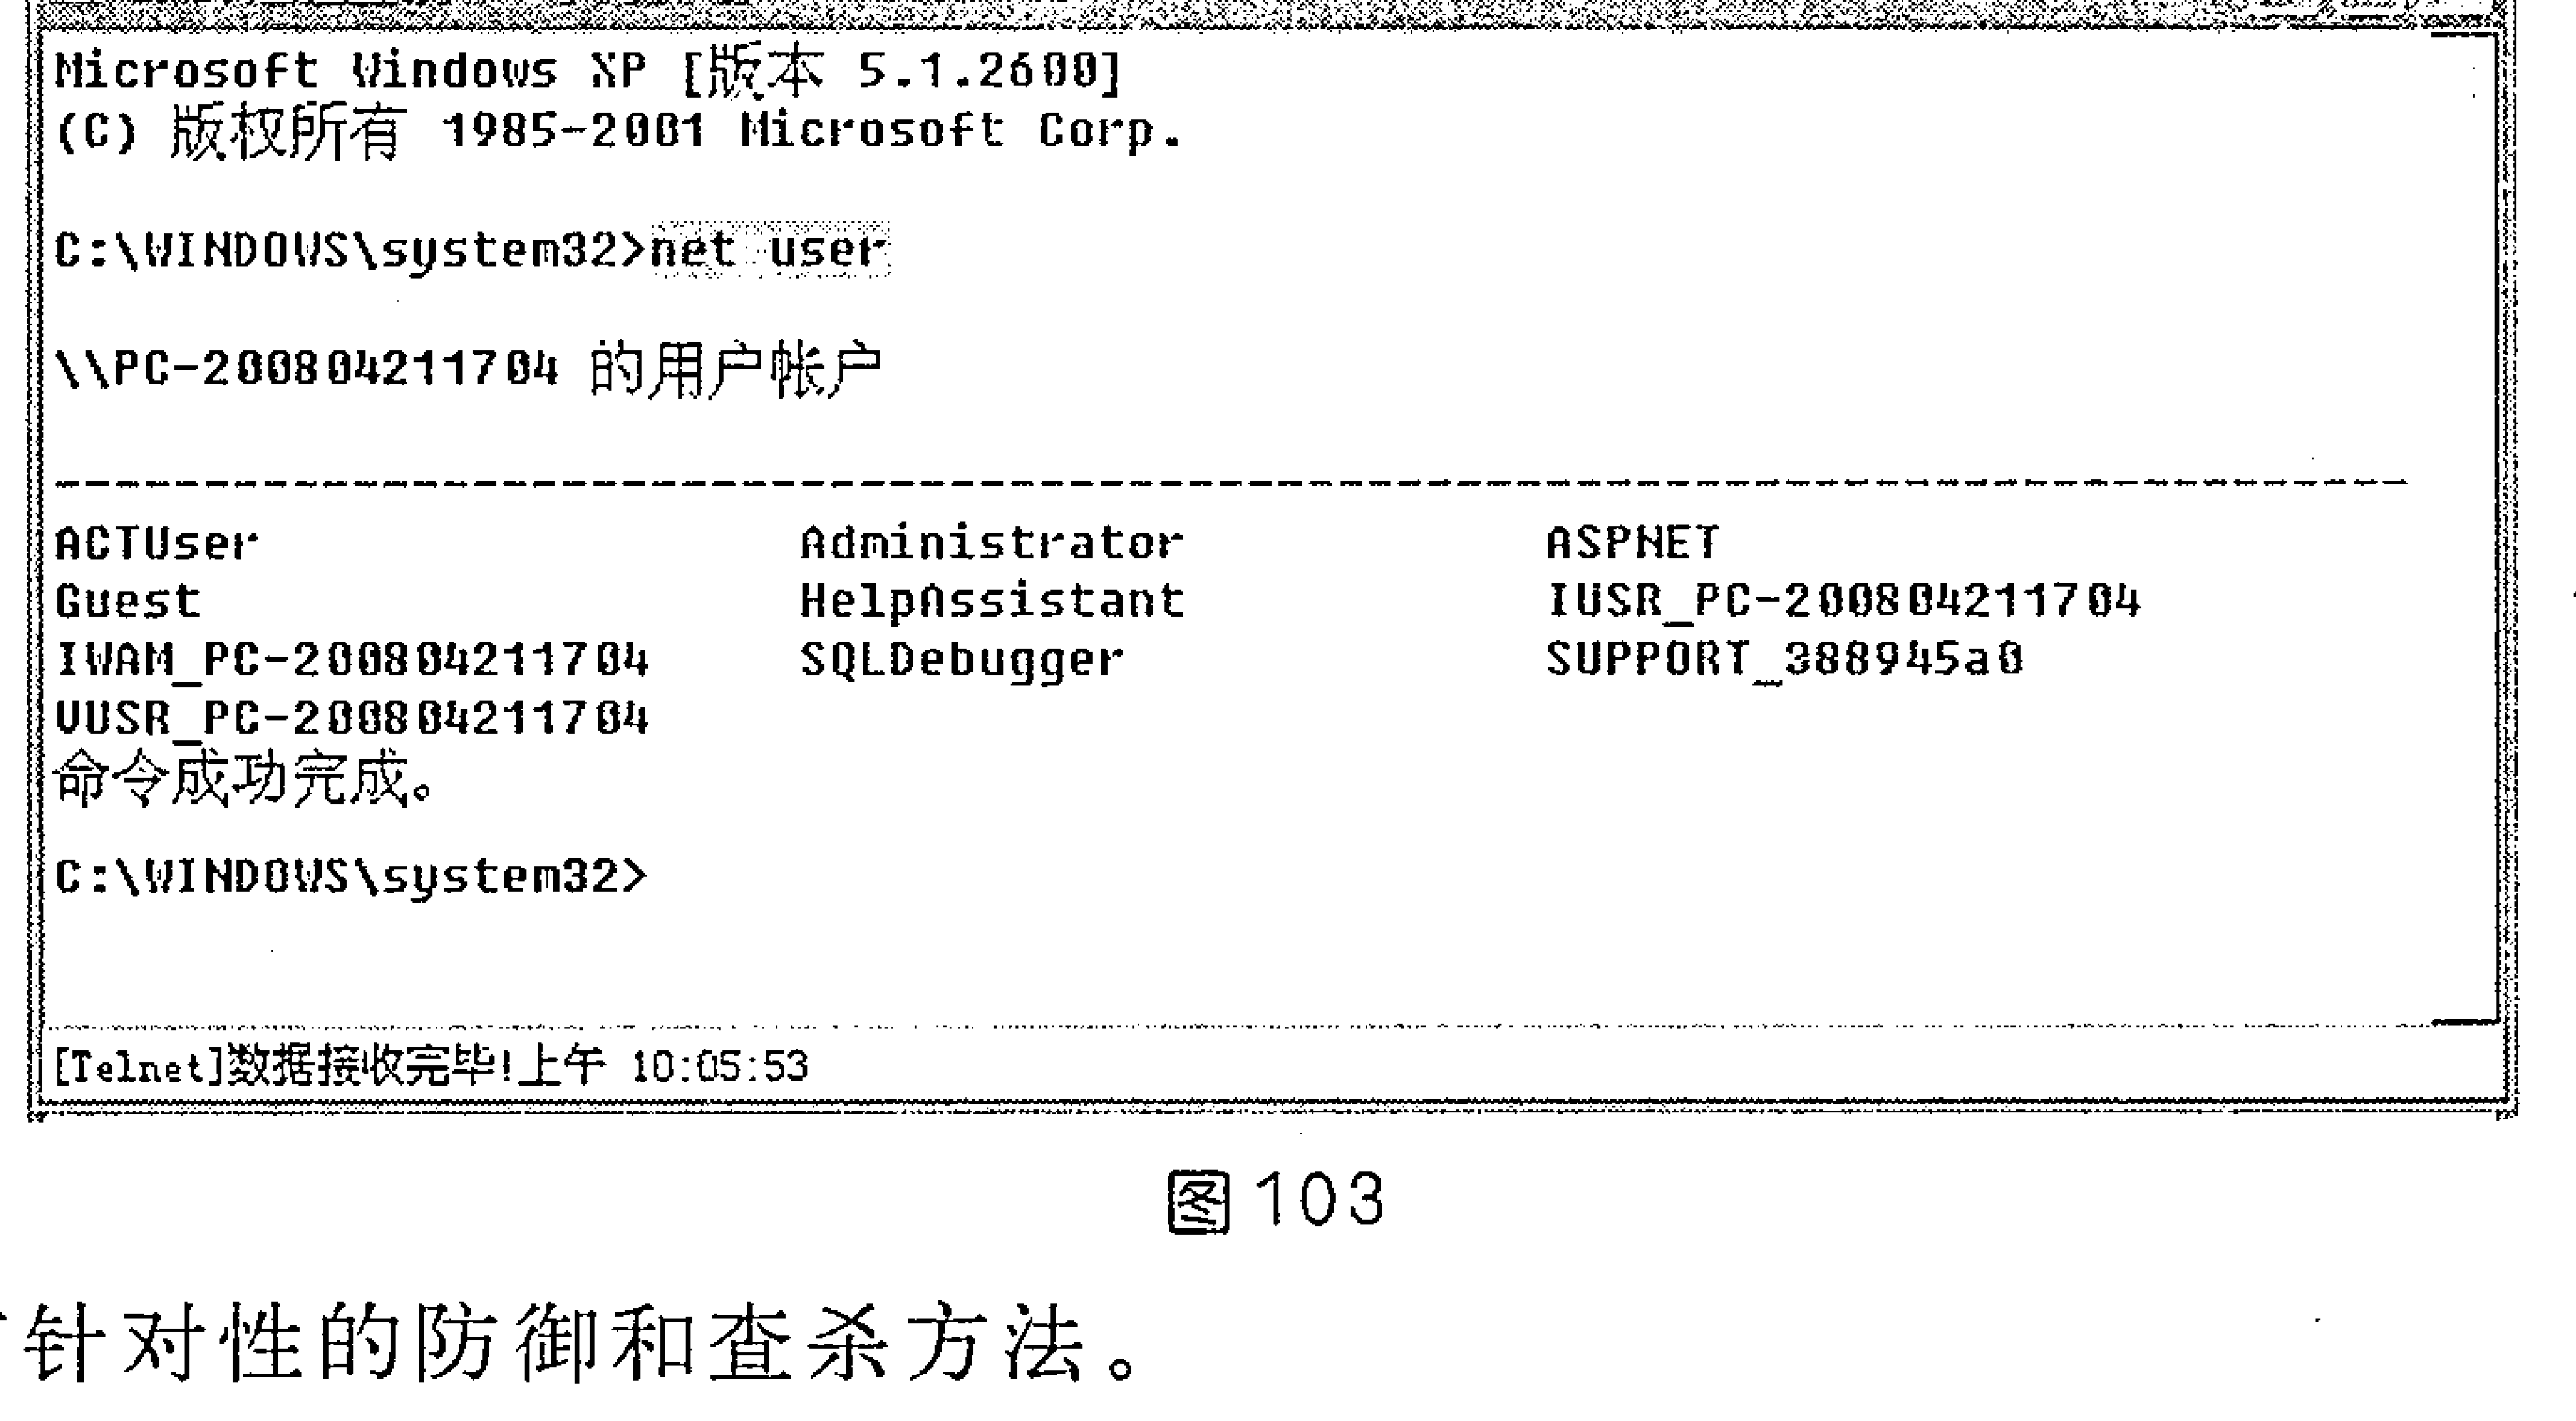 Microsoft Windows XP [版本 5.1.2600]
(C) 版权所有 1985-2001 Microsoft Corp.
C:\WINDOWS\system32>net user
\\PC-200804211704 的用户帐户
-------------------------------------------------------------------------------
ACTUser Administrator ASPNET
Guest HelpAssistant IUSR_PC-200804211704
IWAM_PC-200804211704 SQLDebugger SUPPORT_388945a0
VUSR_PC-200804211704
命令成功完成。
C:\WINDOWS\system32>
[Telnet]数据接收完毕!上午 10:05:53
图103
针对性的防御和查杀方法。